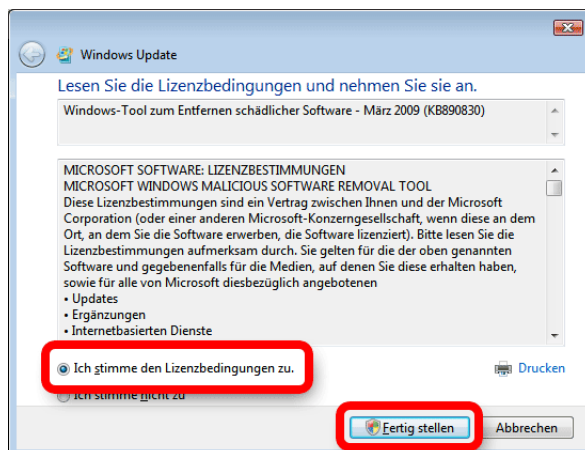 Windows Update
Lesen Sie die Lizenzbedingungen und nehmen Sie sie an.
Windows-Tool zum Entfernen schädlicher Software - März 2009 (KB890830)
MICROSOFT SOFTWARE: LIZENZBESTIMMUNGEN
MICROSOFT WINDOWS MALICIOUS SOFTWARE REMOVAL TOOL
Diese Lizenzbestimmungen sind ein Vertrag zwischen Ihnen und der Microsoft
Corporation (oder einer anderen Microsoft-Konzerngesellschaft, wenn diese an dem
Ort, an dem Sie die Software erwerben, die Software lizenziert). Bitte lesen Sie die
Lizenzbestimmungen aufmerksam durch. Sie gelten für die der oben genannten
Software und gegebenenfalls für die Medien, auf denen Sie diese erhalten haben,
sowie für alle von Microsoft diesbezüglich angebotenen
• Updates
• Ergänzungen
• Internetbasierten Dienste
Ich stimme den Lizenzbedingungen zu.
Drucken
Ich stimme nicht zu
Fertig stellen
Abbrechen